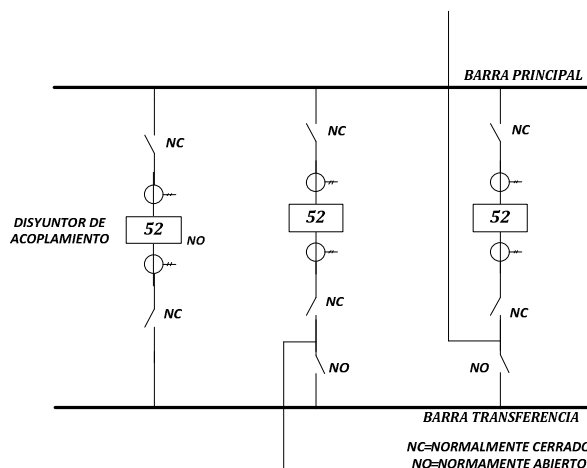 BARRA PRINCIPAL
NC
NC
NC
DISYUNTOR DE
ACOPLAMIENTO
52
NO
52
52
NC
NC
NC
NO
NO
BARRA TRANSFERENCIA
NC=NORMALMENTE CERRADO
NO=NORMAMENTE ABIERTO